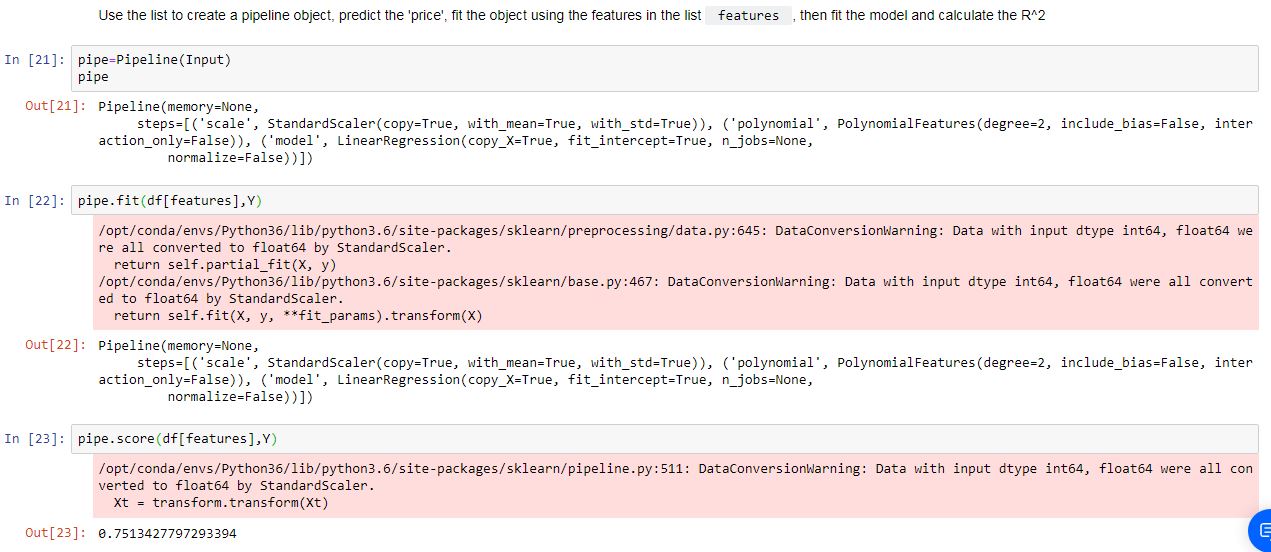 Use the list to create a pipeline object, predict the 'price', fit the object using the features in the list features , then fit the model and calculate the R^2
In [21]: pipe=Pipeline(Input)
pipe
Out[21]: Pipeline(memory=None,
steps=[('scale', StandardScaler(copy=True, with_mean=True, with_std=True)), ('polynomial', PolynomialFeatures(degree=2, include_bias=False, inter
action_only=False)), ('model', LinearRegression(copy_X=True, fit_intercept=True, n_jobs=None,
normalize=False))])
In [22]: pipe.fit(df[features],Y)
/opt/conda/envs/Python36/lib/python3.6/site-packages/sklearn/preprocessing/data.py:645: DataConversionWarning: Data with input dtype int64, float64 we
re all converted to float64 by StandardScaler.
return self.partial_fit(X, y)
/opt/conda/envs/Python36/lib/python3.6/site-packages/sklearn/base.py:467: DataConversionWarning: Data with input dtype int64, float64 were all convert
ed to float64 by StandardScaler.
return self.fit(X, y, **fit_params).transform(X)
Out[22]: Pipeline(memory=None,
steps=[('scale', StandardScaler(copy=True, with_mean=True, with_std=True)), ('polynomial', PolynomialFeatures(degree=2, include_bias=False, inter
action_only=False)), ('model', LinearRegression(copy_X=True, fit_intercept=True, n_jobs=None,
normalize=False))])
In [23]: pipe.score(df[features],Y)
/opt/conda/envs/Python36/lib/python3.6/site-packages/sklearn/pipeline.py:511: DataConversionWarning: Data with input dtype int64, float64 were all con
verted to float64 by StandardScaler.
Xt = transform.transform(Xt)
Out[23]: 0.7513427797293394